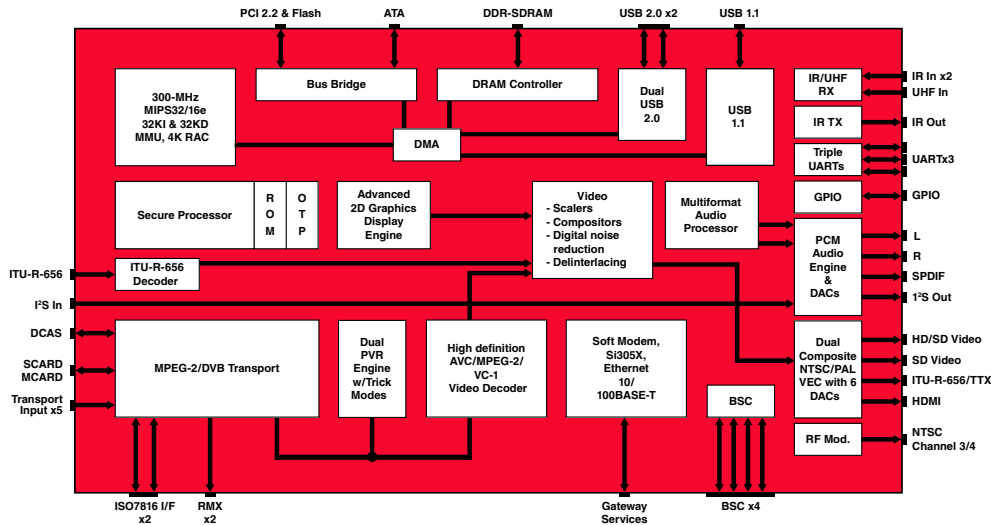 PCI 2.2 & Flash
ATA
DDR-SDRAM
USB 2.0 x2
USB 1.1
300-MHz
MIPS32/16e
32KI & 32KD
MMU, 4K RAC
Bus Bridge
DRAM Controller
DMA
Dual
USB
2.0
USB
1.1
IR/UHF
RX
IR In x2
UHF In
IR TX
IR Out
Triple
UARTs
UARTx3
GPIO
GPIO
Secure Processor
R
O
M
O
T
P
Advanced
2D Graphics
Display
Engine
Video
- Scalers
- Compositors
- Digital noise
reduction
- Delinterlacing
Multiformat
Audio
Processor
PCM
Audio
Engine
&
DACs
L
R
SPDIF
1²S Out
ITU-R-656
ITU-R-656
Decoder
I²S In
DCAS
SCARD
MCARD
Transport
Input x5
MPEG-2/DVB Transport
Dual
PVR
Engine
w/Trick
Modes
High definition
AVC/MPEG-2/
VC-1
Video Decoder
Soft Modem,
Si305X,
Ethernet
10/
100BASE-T
BSC
Dual
Composite
NTSC/PAL
VEC with 6
DACs
HD/SD Video
SD Video
ITU-R-656/TTX
HDMI
RF Mod.
NTSC
Channel 3/4
ISO7816 I/F
x2
RMX
x2
Gateway
Services
BSC x4